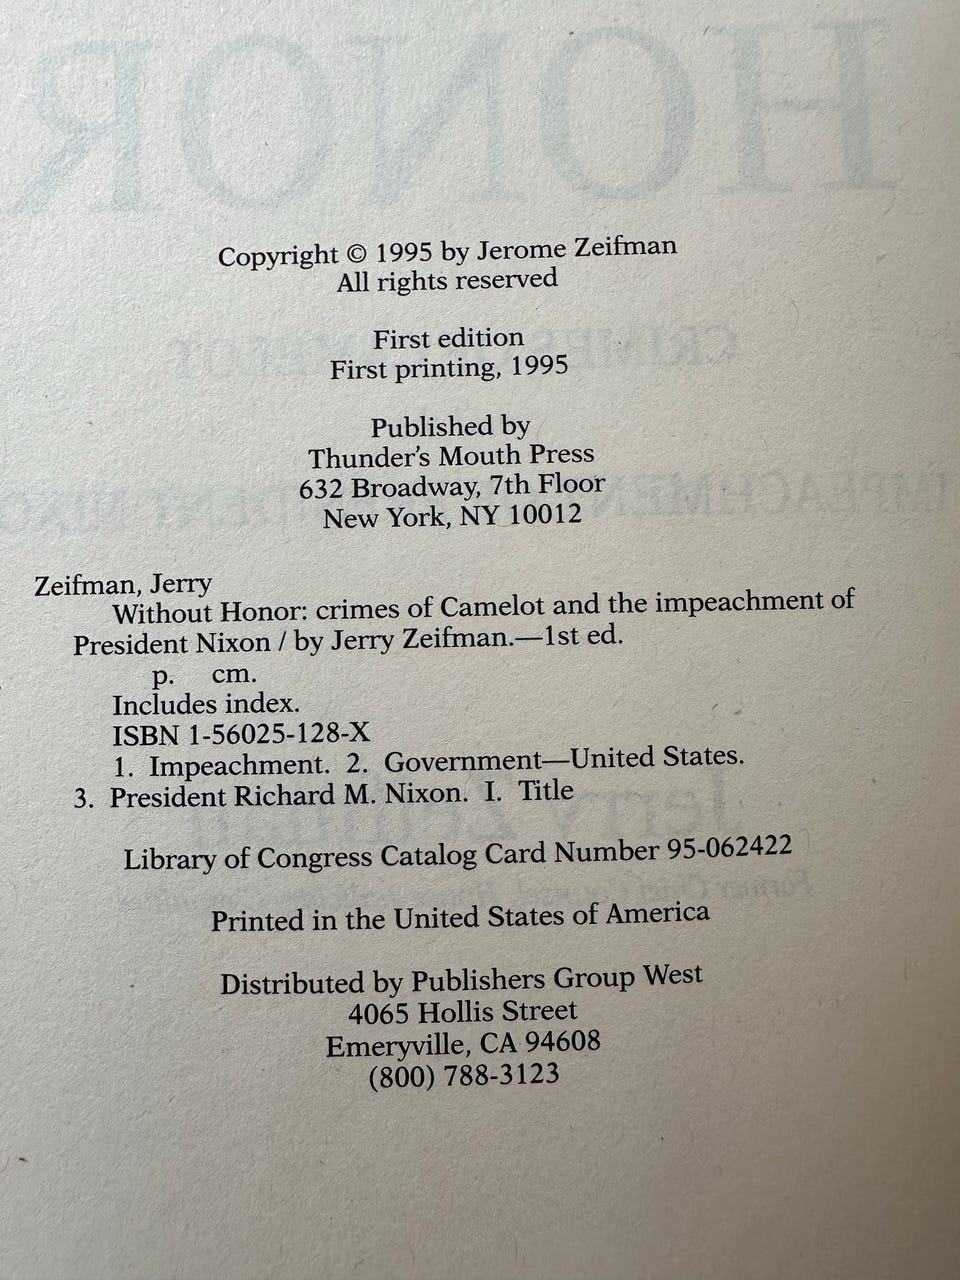 HONOR
Copyright © 1995 by Jerome Zeifman
All rights reserved
First edition
First printing, 1995
Published by
Thunder's Mouth Press
632 Broadway, 7th Floor
New York, NY 10012
Zeifman, Jerry
Without Honor: crimes of Camelot and the impeachment of
President Nixon / by Jerry Zeifman.—1st ed.
p. cm.
Includes index.
ISBN 1-56025-128-X
1. Impeachment. 2. Government—United States.
3. President Richard M. Nixon. I. Title
Library of Congress Catalog Card Number 95-062422
Printed in the United States of America
Distributed by Publishers Group West
4065 Hollis Street
Emeryville, CA 94608
(800) 788-3123